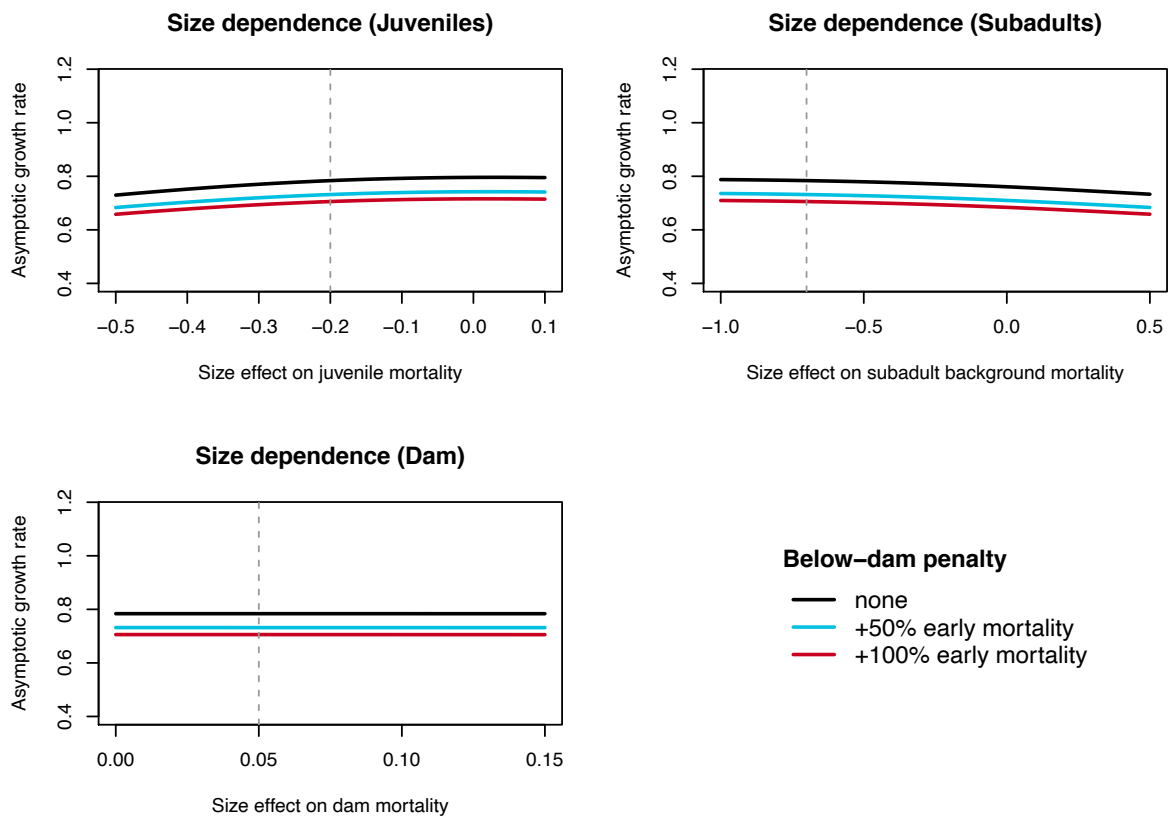 Size dependence (Juveniles)
Asymptotic growth rate
0.4 0.6 0.8 1.0 1.2
−0.5 −0.4 −0.3 −0.2 −0.1 0.0 0.1
Size effect on juvenile mortality
Size dependence (Subadults)
Asymptotic growth rate
0.4 0.6 0.8 1.0 1.2
−1.0 −0.5 0.0 0.5
Size effect on subadult background mortality
Size dependence (Dam)
Asymptotic growth rate
0.4 0.6 0.8 1.0 1.2
0.00 0.05 0.10 0.15
Size effect on dam mortality
Below−dam penalty
none
+50% early mortality
+100% early mortality